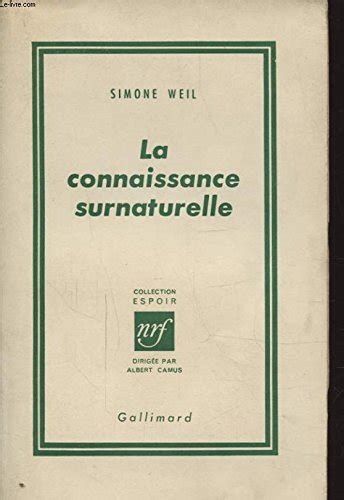 Le-livre.com
SIMONE WEIL
La
connaissance
surnaturelle
COLLECTION
ESPOIR
nrf
DIRIGÉE PAR
ALBERT CAMUS
Gallimard